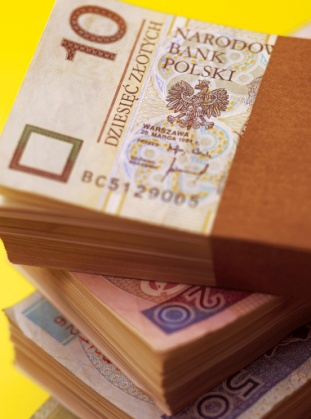 10
DZIESIĘĆ ZŁOTYCH
NARODOW
BANK
POLSKI
WARSZAWA
BC5129005
20
50